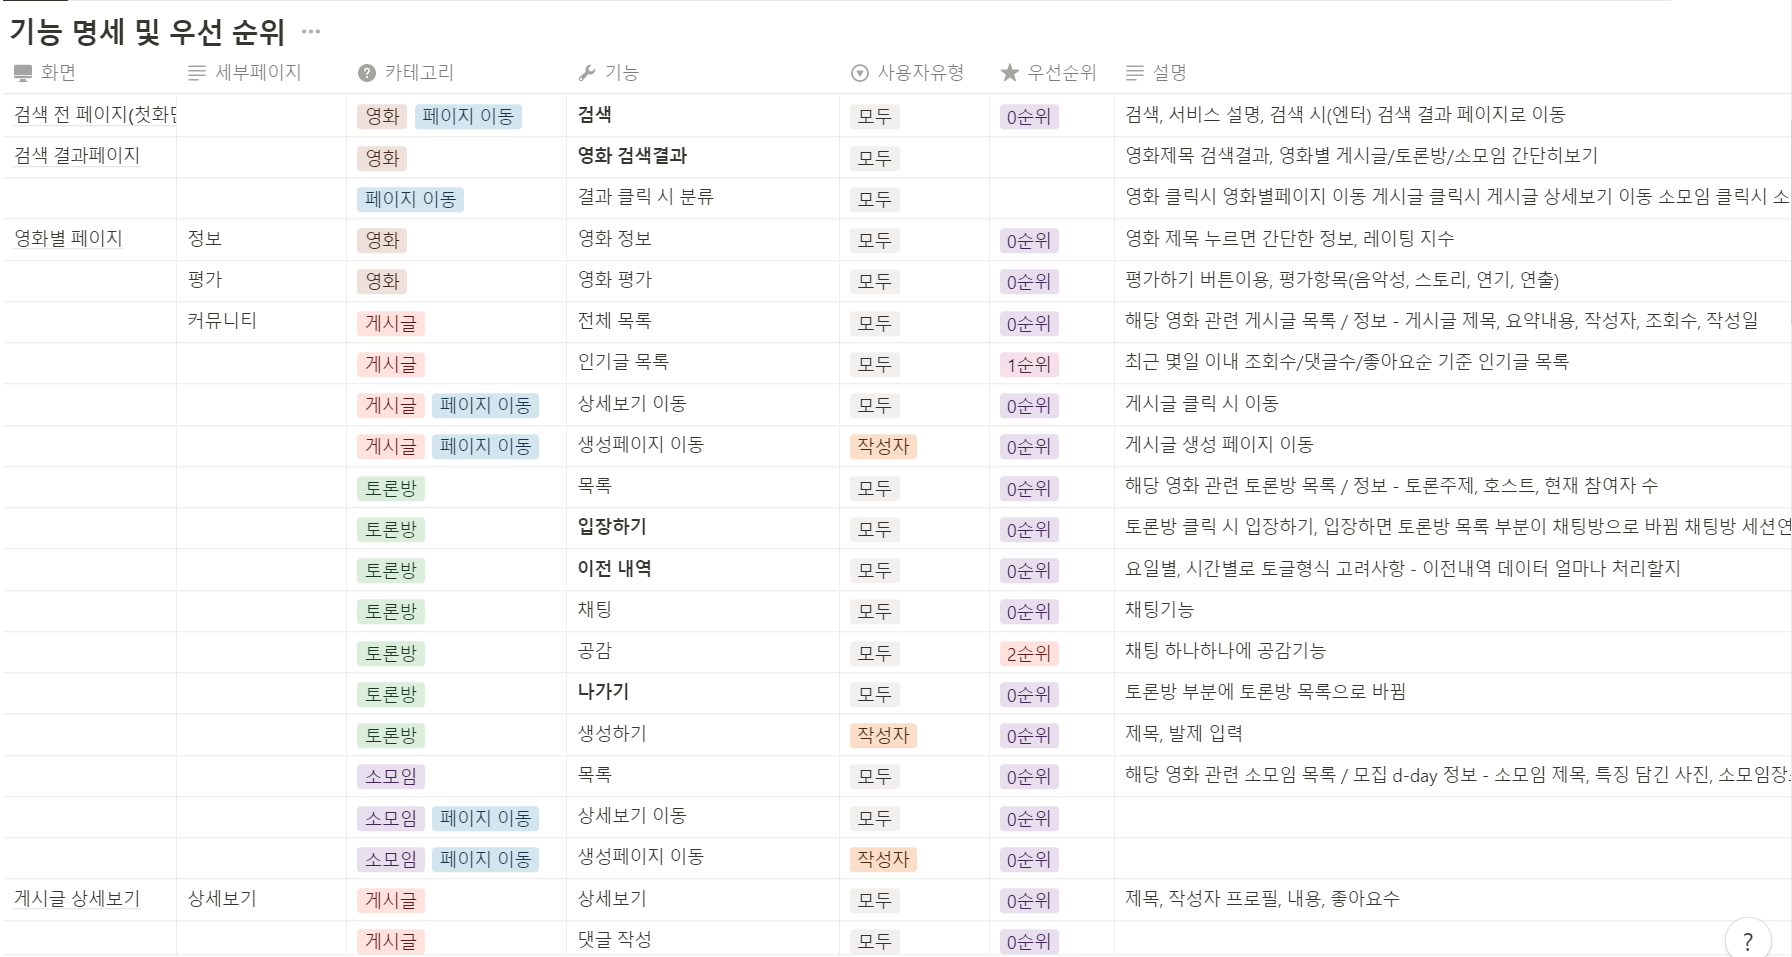 기능 명세 및 우선 순위 ···
화면 세부페이지 카테고리 기능 사용자유형 우선순위 설명
검색 전 페이지(첫화면 영화 페이지 이동 검색 모두 0순위 검색, 서비스 설명, 검색 시(엔터) 검색 결과 페이지로 이동
검색 결과페이지 영화 영화 검색결과 모두 영화제목 검색결과, 영화별 게시글/토론방/소모임 간단히보기
페이지 이동 결과 클릭 시 분류 모두 영화 클릭시 영화별페이지 이동 게시글 클릭시 게시글 상세보기 이동 소모임 클릭시 소
영화별 페이지 정보 영화 영화 정보 모두 0순위 영화 제목 누르면 간단한 정보, 레이팅 지수
평가 영화 영화 평가 모두 0순위 평가하기 버튼이용, 평가항목(음악성, 스토리, 연기, 연출)
커뮤니티 게시글 전체 목록 모두 0순위 해당 영화 관련 게시글 목록 / 정보 - 게시글 제목, 요약내용, 작성자, 조회수, 작성일
게시글 인기글 목록 모두 1순위 최근 몇일 이내 조회수/댓글수/좋아요순 기준 인기글 목록
게시글 페이지 이동 상세보기 이동 모두 0순위 게시글 클릭 시 이동
게시글 페이지 이동 생성페이지 이동 작성자 0순위 게시글 생성 페이지 이동
토론방 목록 모두 0순위 해당 영화 관련 토론방 목록 / 정보 - 토론주제, 호스트, 현재 참여자 수
토론방 입장하기 모두 0순위 토론방 클릭 시 입장하기, 입장하면 토론방 목록 부분이 채팅방으로 바뀜 채팅방 세션연
토론방 이전 내역 모두 0순위 요일별, 시간별로 토글형식 고려사항 - 이전내역 데이터 얼마나 처리할지
토론방 채팅 모두 0순위 채팅기능
토론방 공감 모두 2순위 채팅 하나하나에 공감기능
토론방 나가기 모두 0순위 토론방 부분에 토론방 목록으로 바뀜
토론방 생성하기 작성자 0순위 제목, 발제 입력
소모임 목록 모두 0순위 해당 영화 관련 소모임 목록 / 모집 d-day 정보 - 소모임 제목, 특징 담긴 사진, 소모임장
소모임 페이지 이동 상세보기 이동 모두 0순위
소모임 페이지 이동 생성페이지 이동 작성자 0순위
게시글 상세보기 상세보기 게시글 상세보기 모두 0순위 제목, 작성자 프로필, 내용, 좋아요수
게시글 댓글 작성 모두 0순위
?